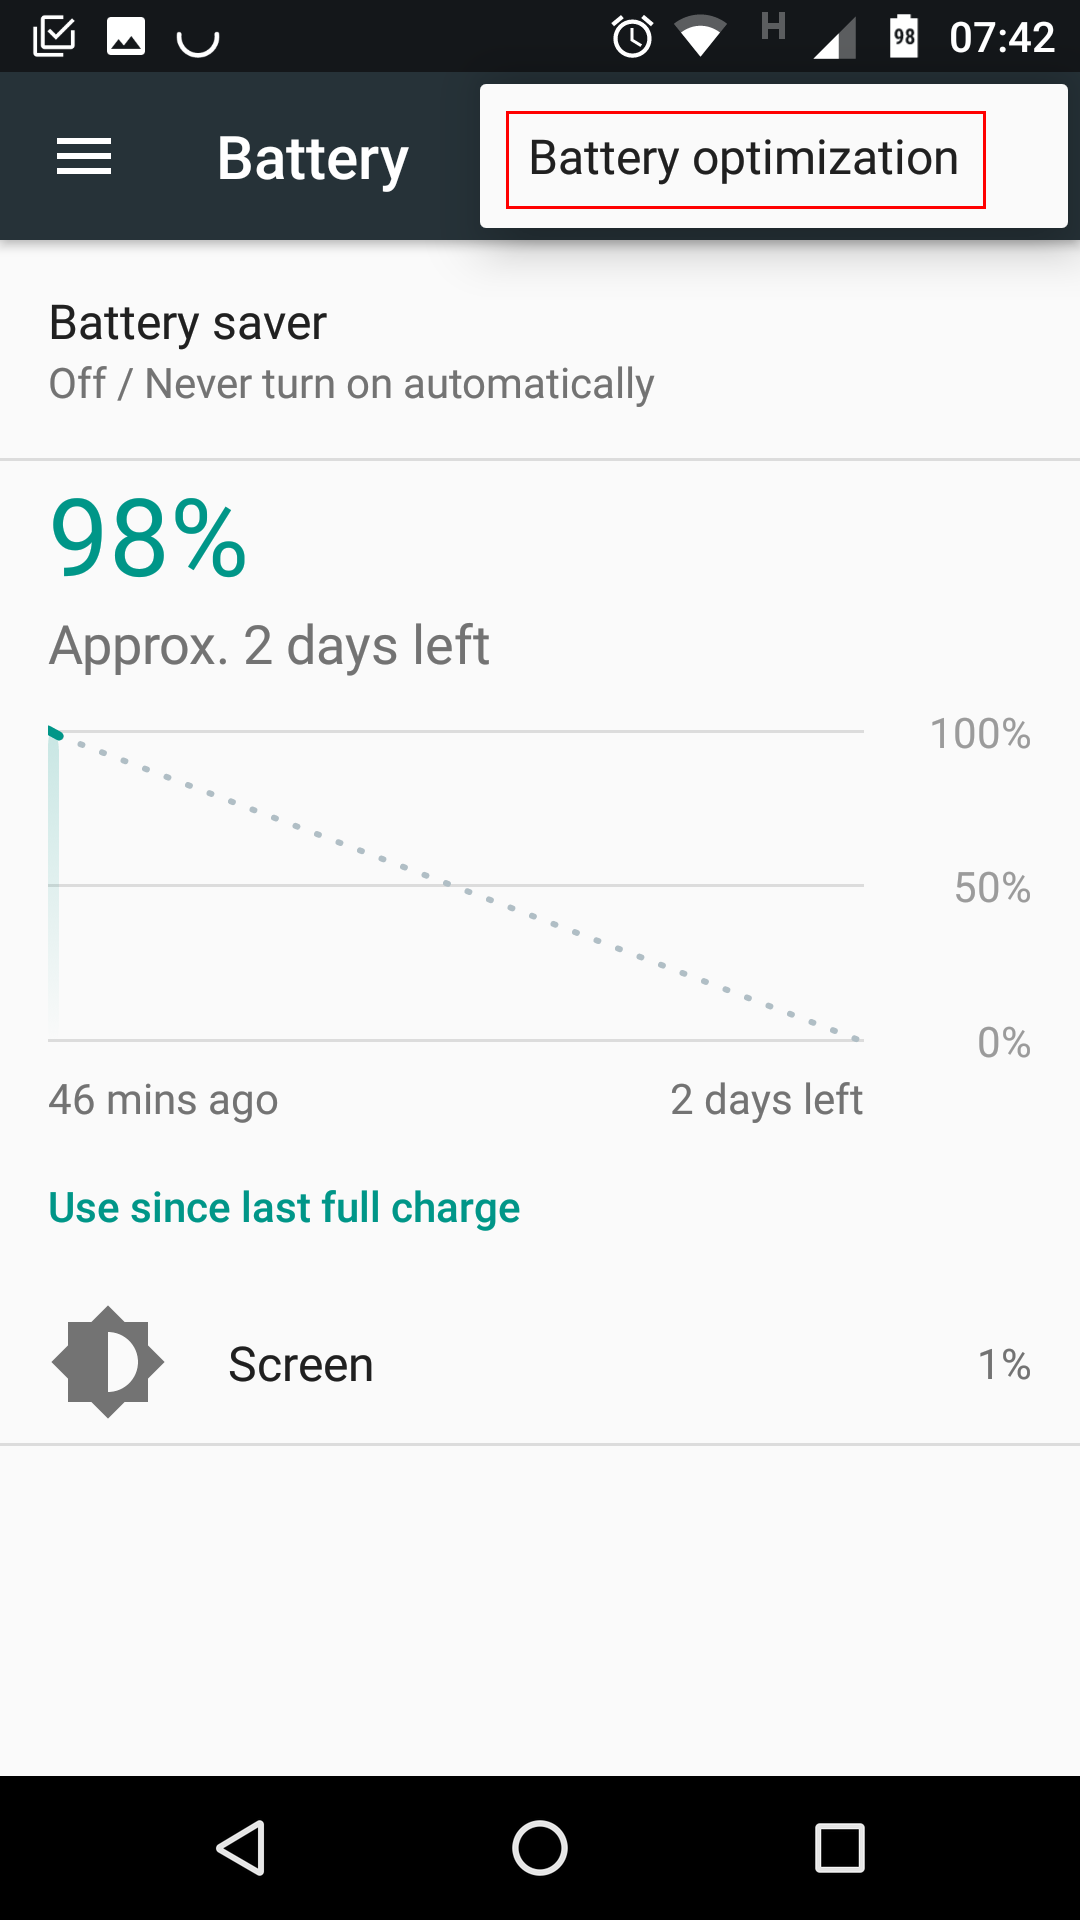 H 98 07:42
Battery
Battery optimization
Battery saver
Off / Never turn on automatically
98%
Approx. 2 days left
100%
50%
0%
46 mins ago 2 days left
Use since last full charge
Screen 1%